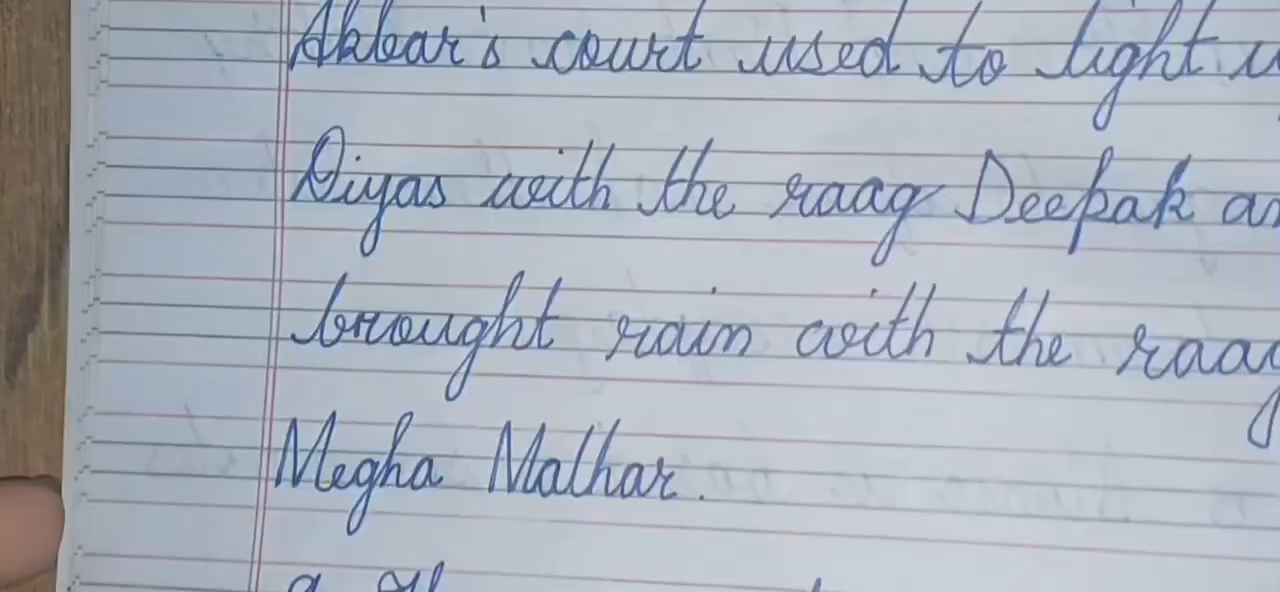 Akbar's court used to light
Diyas with the raag Deepak
brought rain with the raag
Megha Malhar.